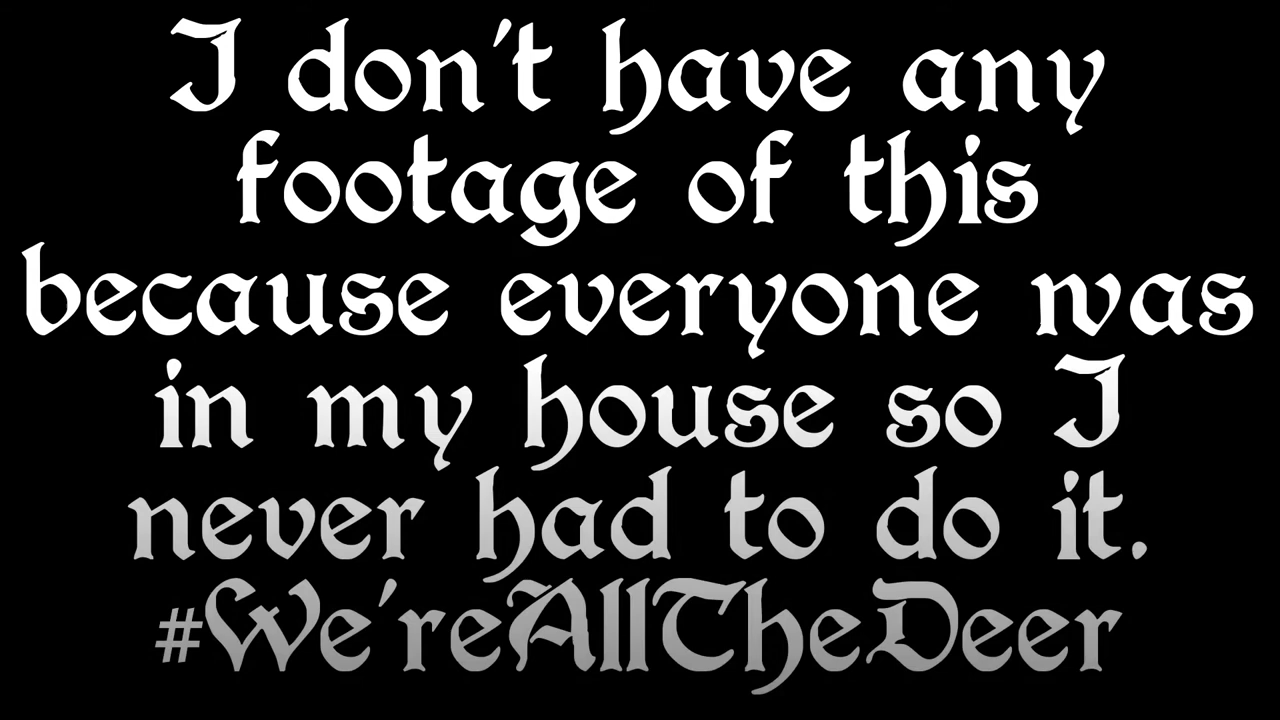 I don't have any
footage of this
because everyone was
in my house so I
never had to do it.
#We'reAllTheDeer